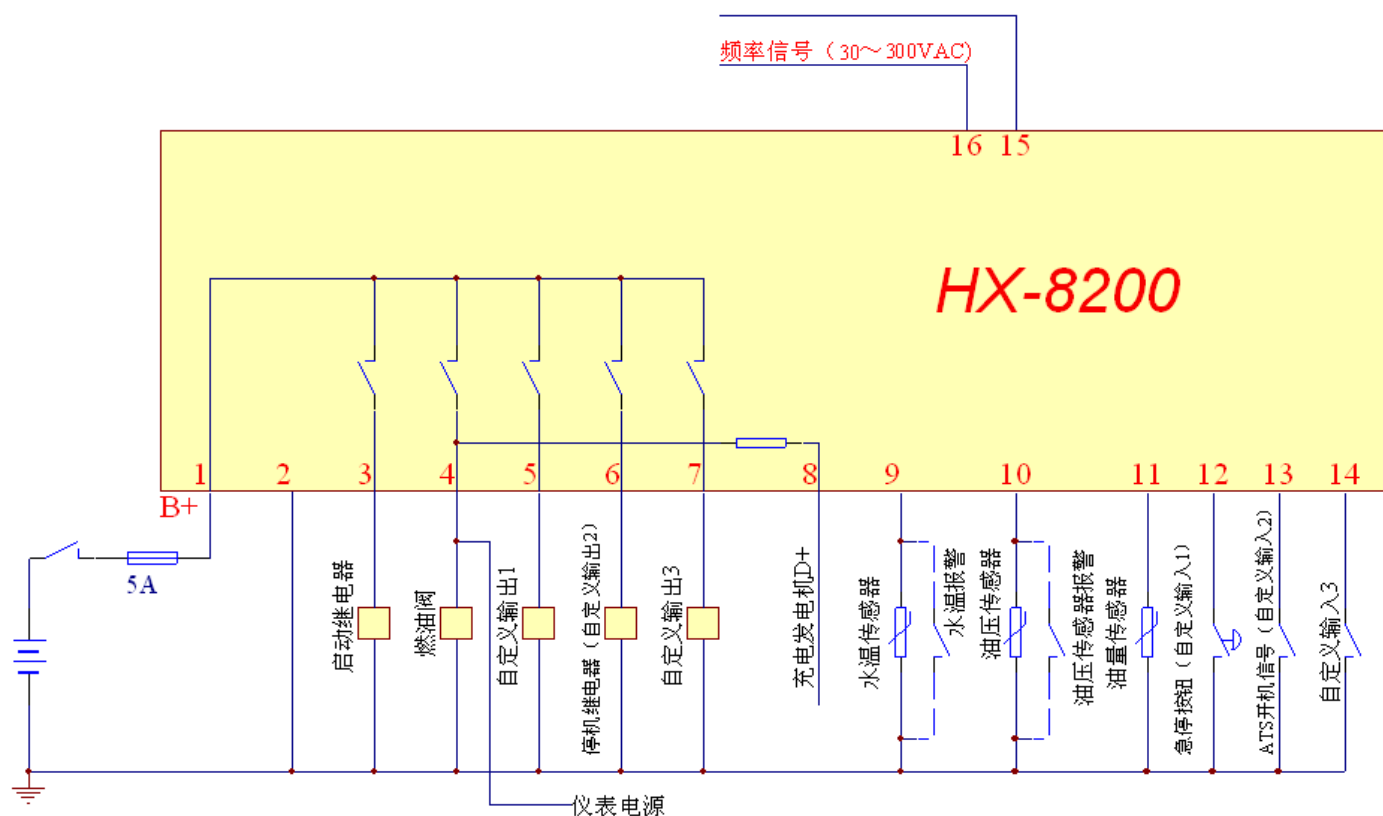 频率信号（30～300VAC)
16 15
HX-8200
1 2 3 4 5 6 7 8 9 10 11 12 13 14
B+
5A
启动继电器
燃油阀
自定义输出1
停机继电器（自定义输出2）
自定义输出3
充电发电机D+
水温传感器
水温报警
油压传感器
油压传感器报警
油量传感器
急停按钮（自定义输入1）
ATS开机信号（自定义输入2）
自定义输入3
仪表电源